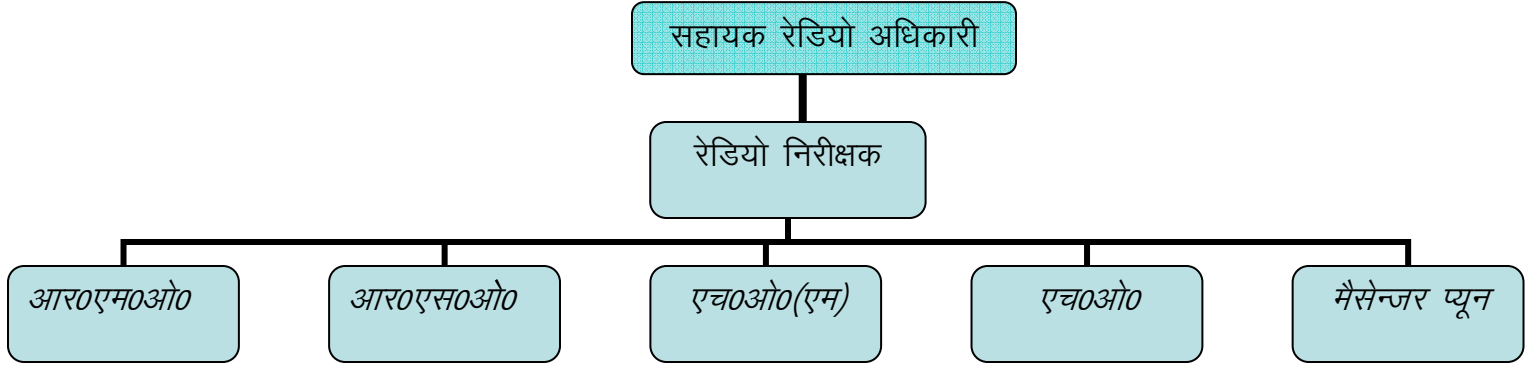 सहायक रेडियो अधिकारी
रेडियो निरीक्षक
आर0एम0ओ0
आर0एस0ओ0
एच0ओ0(एम)
एच0ओ0
मैसेन्जर प्यून